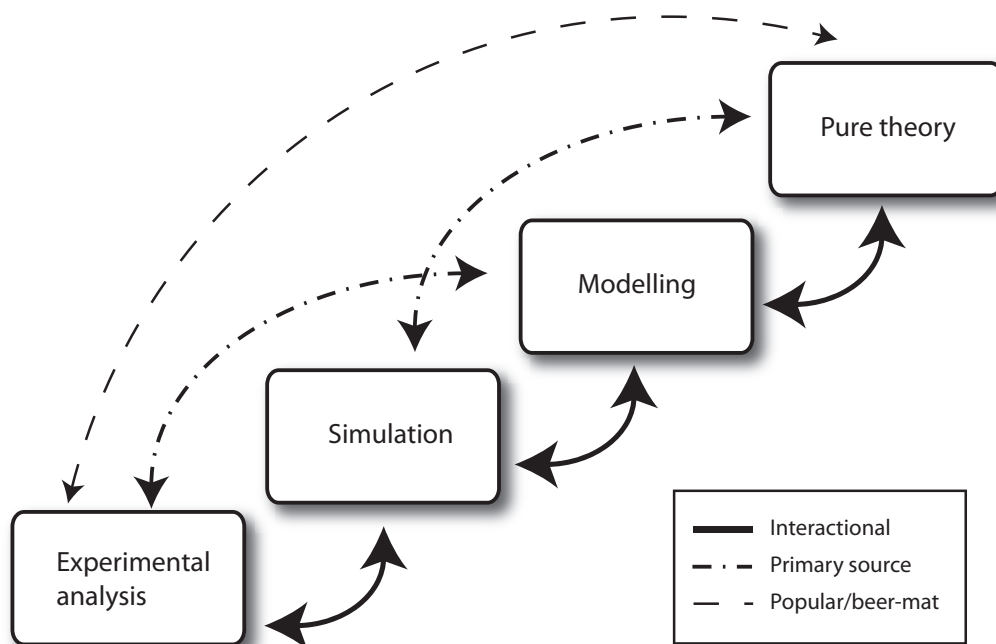 Pure theory
Modelling
Simulation
Experimental
analysis
Interactional
Primary source
Popular/beer-mat